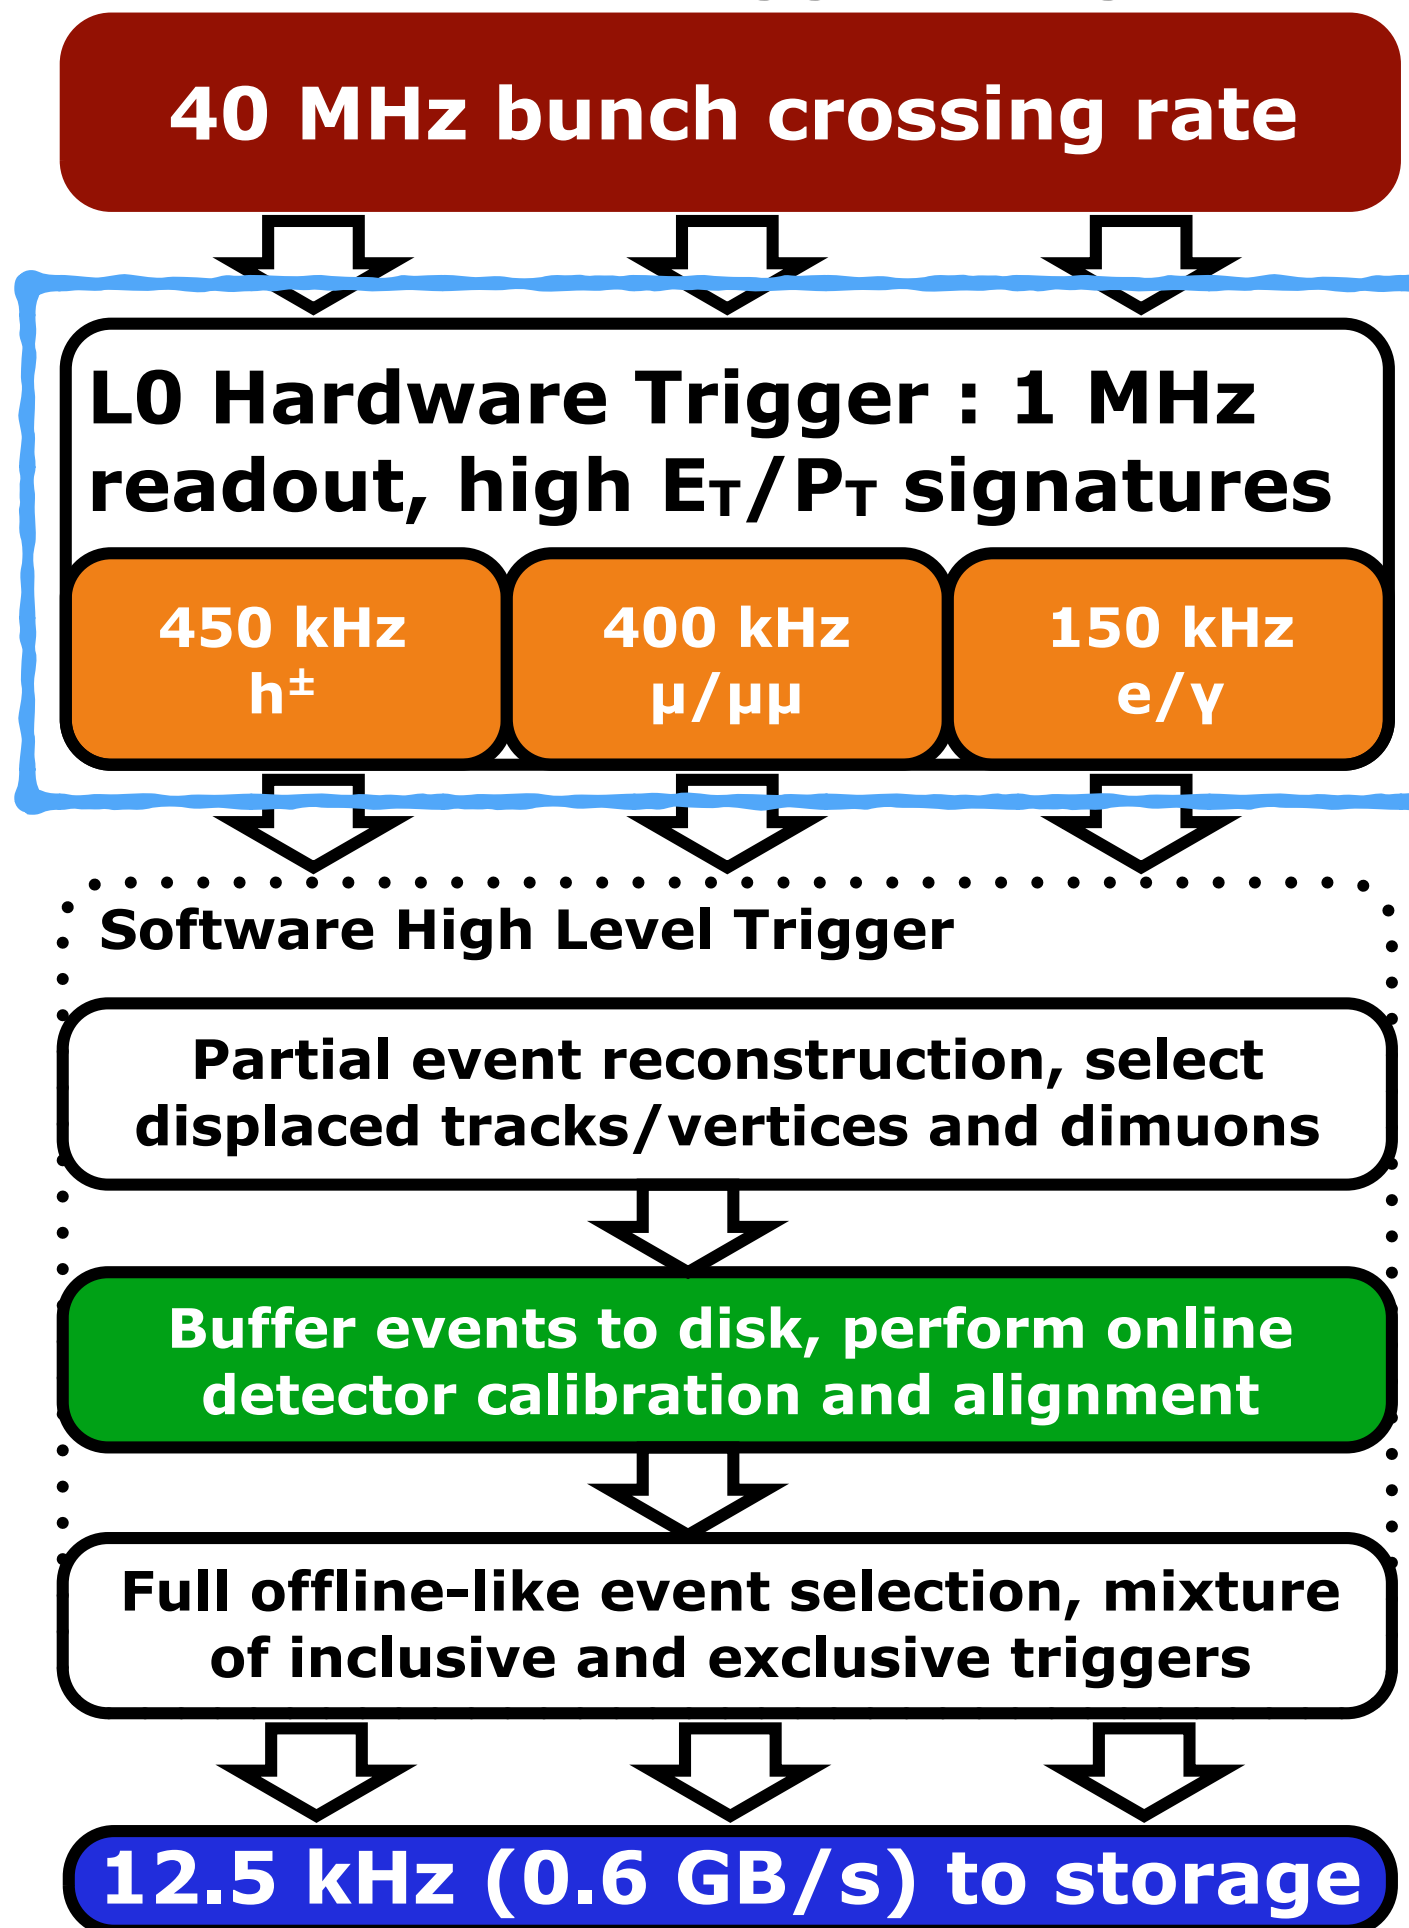 40 MHz bunch crossing rate
L0 Hardware Trigger : 1 MHz
readout, high E_T/P_T signatures
450 kHz
h±
400 kHz
μ/μμ
150 kHz
e/γ
Software High Level Trigger
Partial event reconstruction, select
displaced tracks/vertices and dimuons
Buffer events to disk, perform online
detector calibration and alignment
Full offline-like event selection, mixture
of inclusive and exclusive triggers
12.5 kHz (0.6 GB/s) to storage